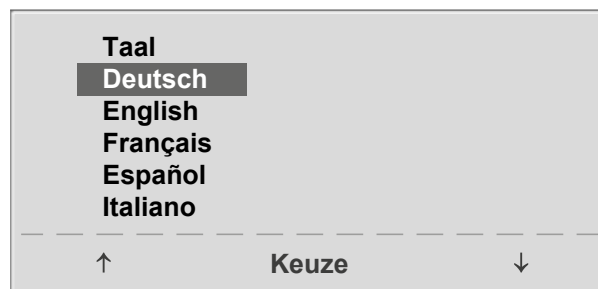 Taal
Deutsch
English
Français
Español
Italiano
↑ Keuze ↓